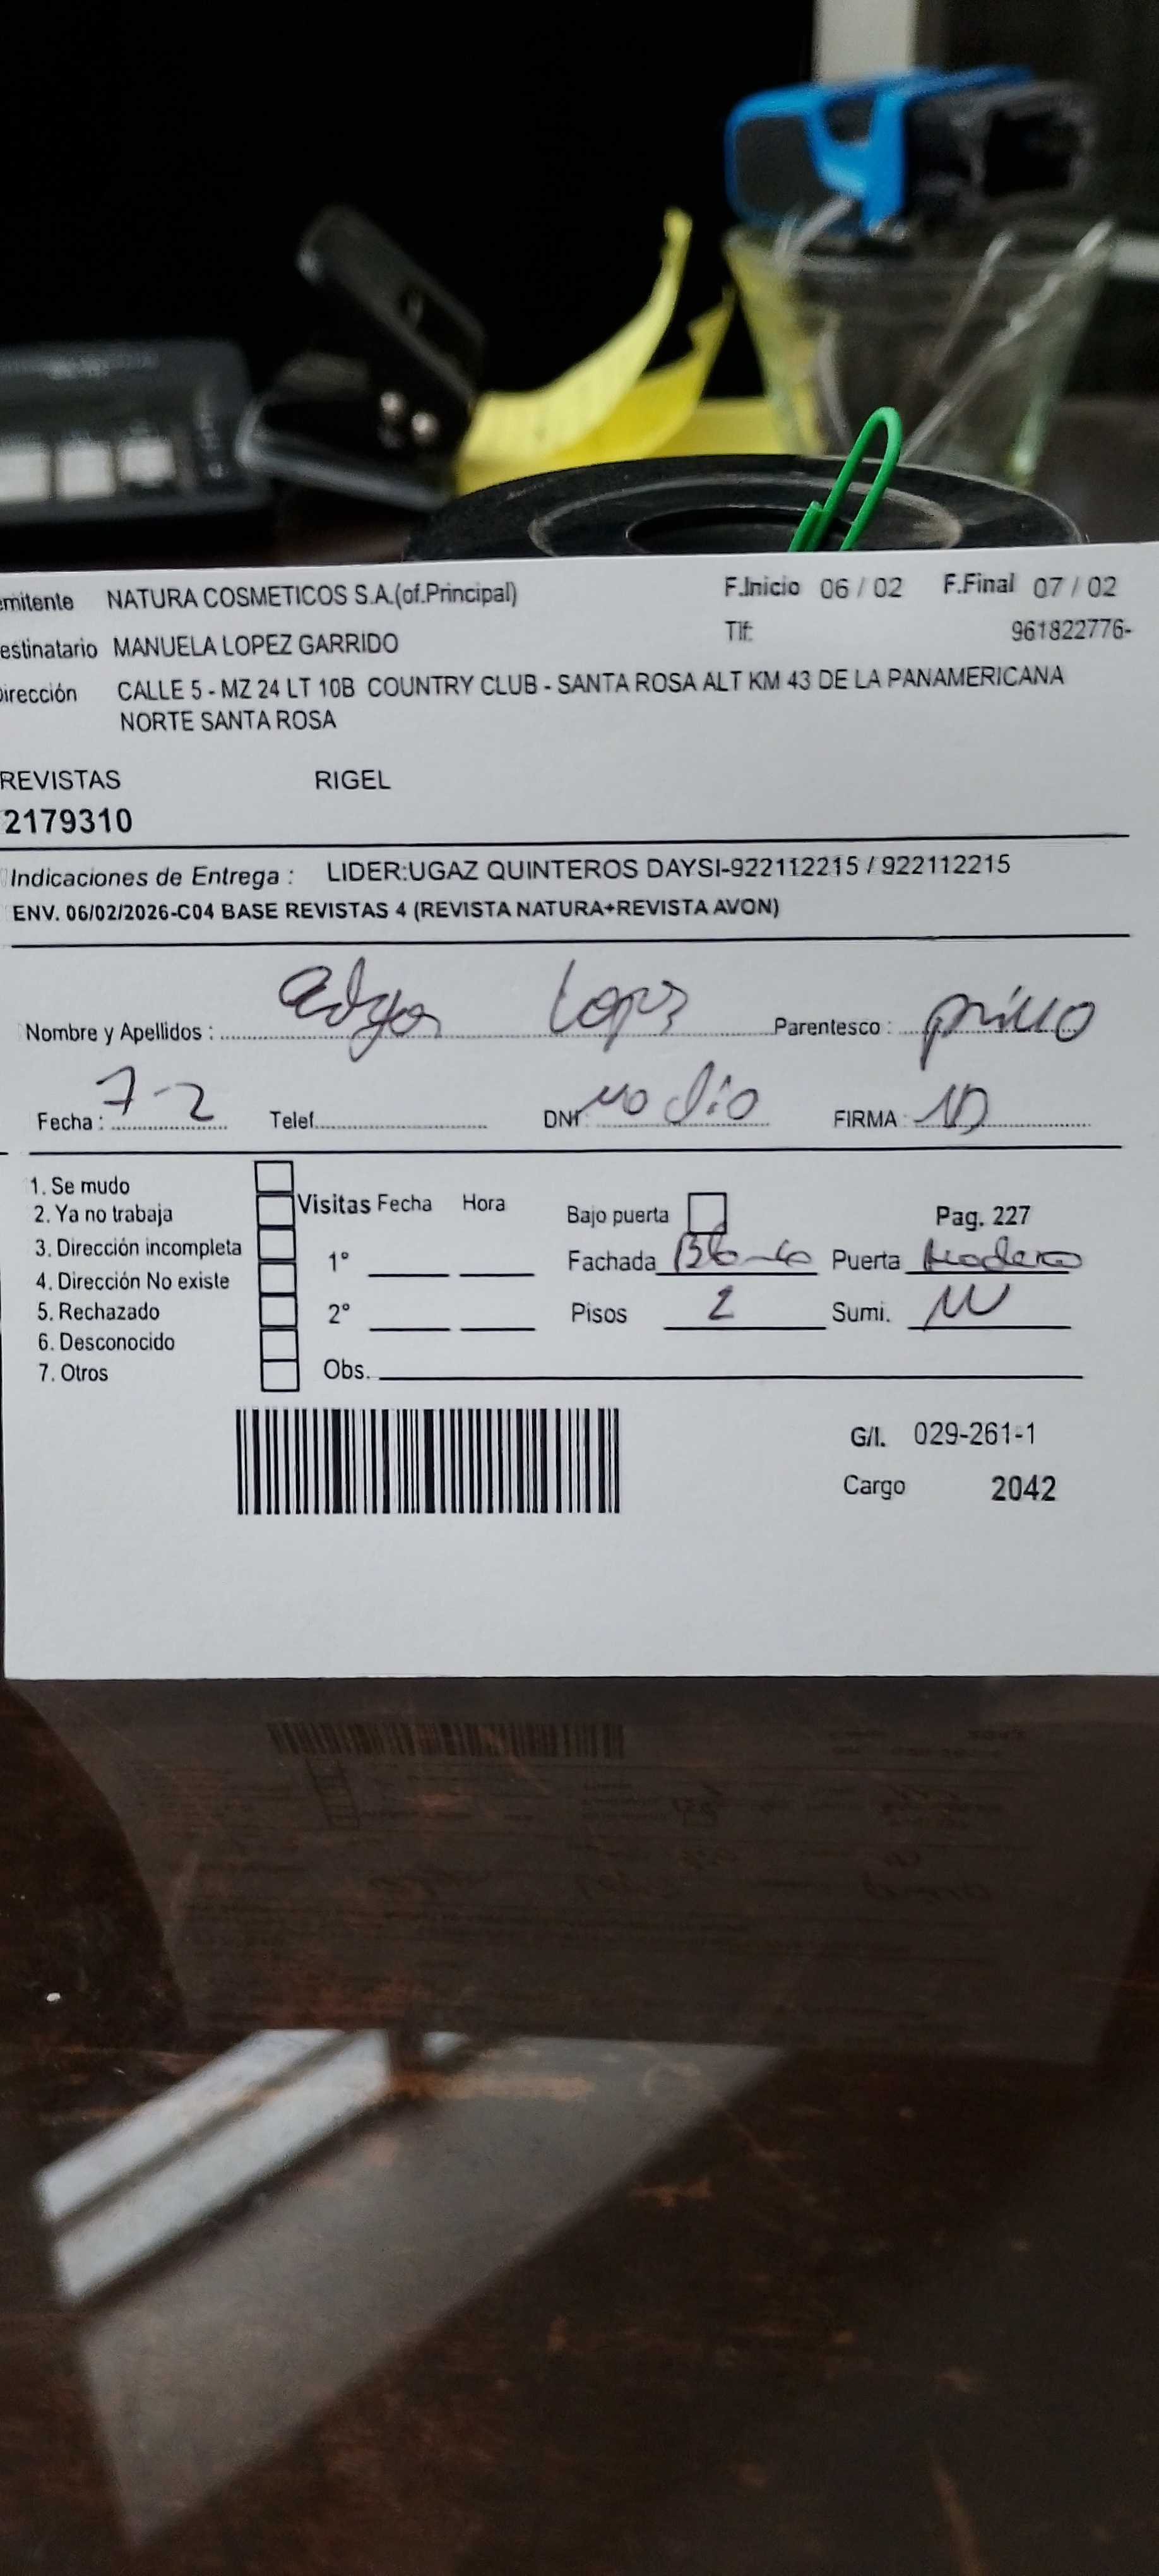 emitente NATURA COSMETICOS S.A.(of.Principal) F.Inicio 06 / 02 F.Final 07 / 02
estinatario MANUELA LOPEZ GARRIDO Tlf: 961822776-
Dirección CALLE 5 - MZ 24 LT 10B COUNTRY CLUB - SANTA ROSA ALT KM 43 DE LA PANAMERICANA
NORTE SANTA ROSA
REVISTAS RIGEL
2179310
Indicaciones de Entrega : LIDER:UGAZ QUINTEROS DAYSI-922112215 / 922112215
ENV. 06/02/2026-C04 BASE REVISTAS 4 (REVISTA NATURA+REVISTA AVON)
Nombre y Apellidos : Edgar Lopez Parentesco : primo
Fecha : 7-2 Telef. DNI no dio FIRMA :
1. Se mudo
2. Ya no trabaja
3. Dirección incompleta
4. Dirección No existe
5. Rechazado
6. Desconocido
7. Otros
Visitas Fecha Hora
1°
2°
Obs.
Bajo puerta Pag. 227
Fachada Blanco Puerta Madera
Pisos 2 Sumi.
G/I. 029-261-1
Cargo 2042